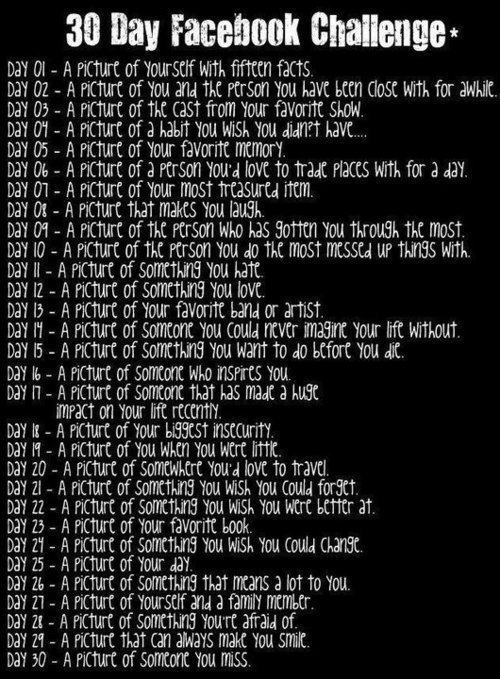 30 Day Facebook Challenge*
Day 01 - A picture of yourself with fifteen facts.
Day 02 - A picture of you and the person you have been close with for awhile.
Day 03 - A picture of the cast from your favorite show.
Day 04 - A picture of a habit you wish you didn?t have....
Day 05 - A picture of your favorite memory.
Day 06 - A picture of a person you'd love to trade places with for a day.
Day 07 - A picture of your most treasured item.
Day 08 - A picture that makes you laugh.
Day 09 - A picture of the person who has gotten you through the most.
Day 10 - A picture of the person you do the most messed up things with.
Day 11 - A picture of something you hate.
Day 12 - A picture of something you love.
Day 13 - A picture of your favorite band or artist.
Day 14 - A picture of someone you could never imagine your life without.
Day 15 - A picture of something you want to do before you die.
Day 16 - A picture of someone who inspires you.
Day 17 - A picture of someone that has made a huge
impact on your life recently.
Day 18 - A picture of your biggest insecurity.
Day 19 - A picture of you when you were little.
Day 20 - A picture of somewhere you'd love to travel.
Day 21 - A picture of something you wish you could forget.
Day 22 - A picture of something you wish you were better at.
Day 23 - A picture of your favorite book.
Day 24 - A picture of something you wish you could change.
Day 25 - A picture of your day.
Day 26 - A picture of something that means a lot to you.
Day 27 - A picture of yourself and a family member.
Day 28 - A picture of something you're afraid of.
Day 29 - A picture that can always make you smile.
Day 30 - A picture of someone you miss.